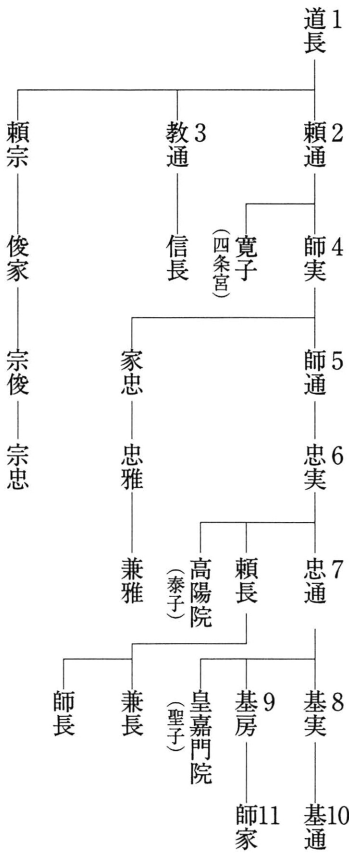 道長1
頼通2
教通3
頼宗
師実4
寛子
（四条宮）
信長
俊家
師通5
家忠
宗俊
忠実6
忠雅
宗忠
忠通7
頼長
高陽院
（泰子）
兼雅
基実8
基房9
皇嘉門院
（聖子）
兼長
師長
基通10
師家11